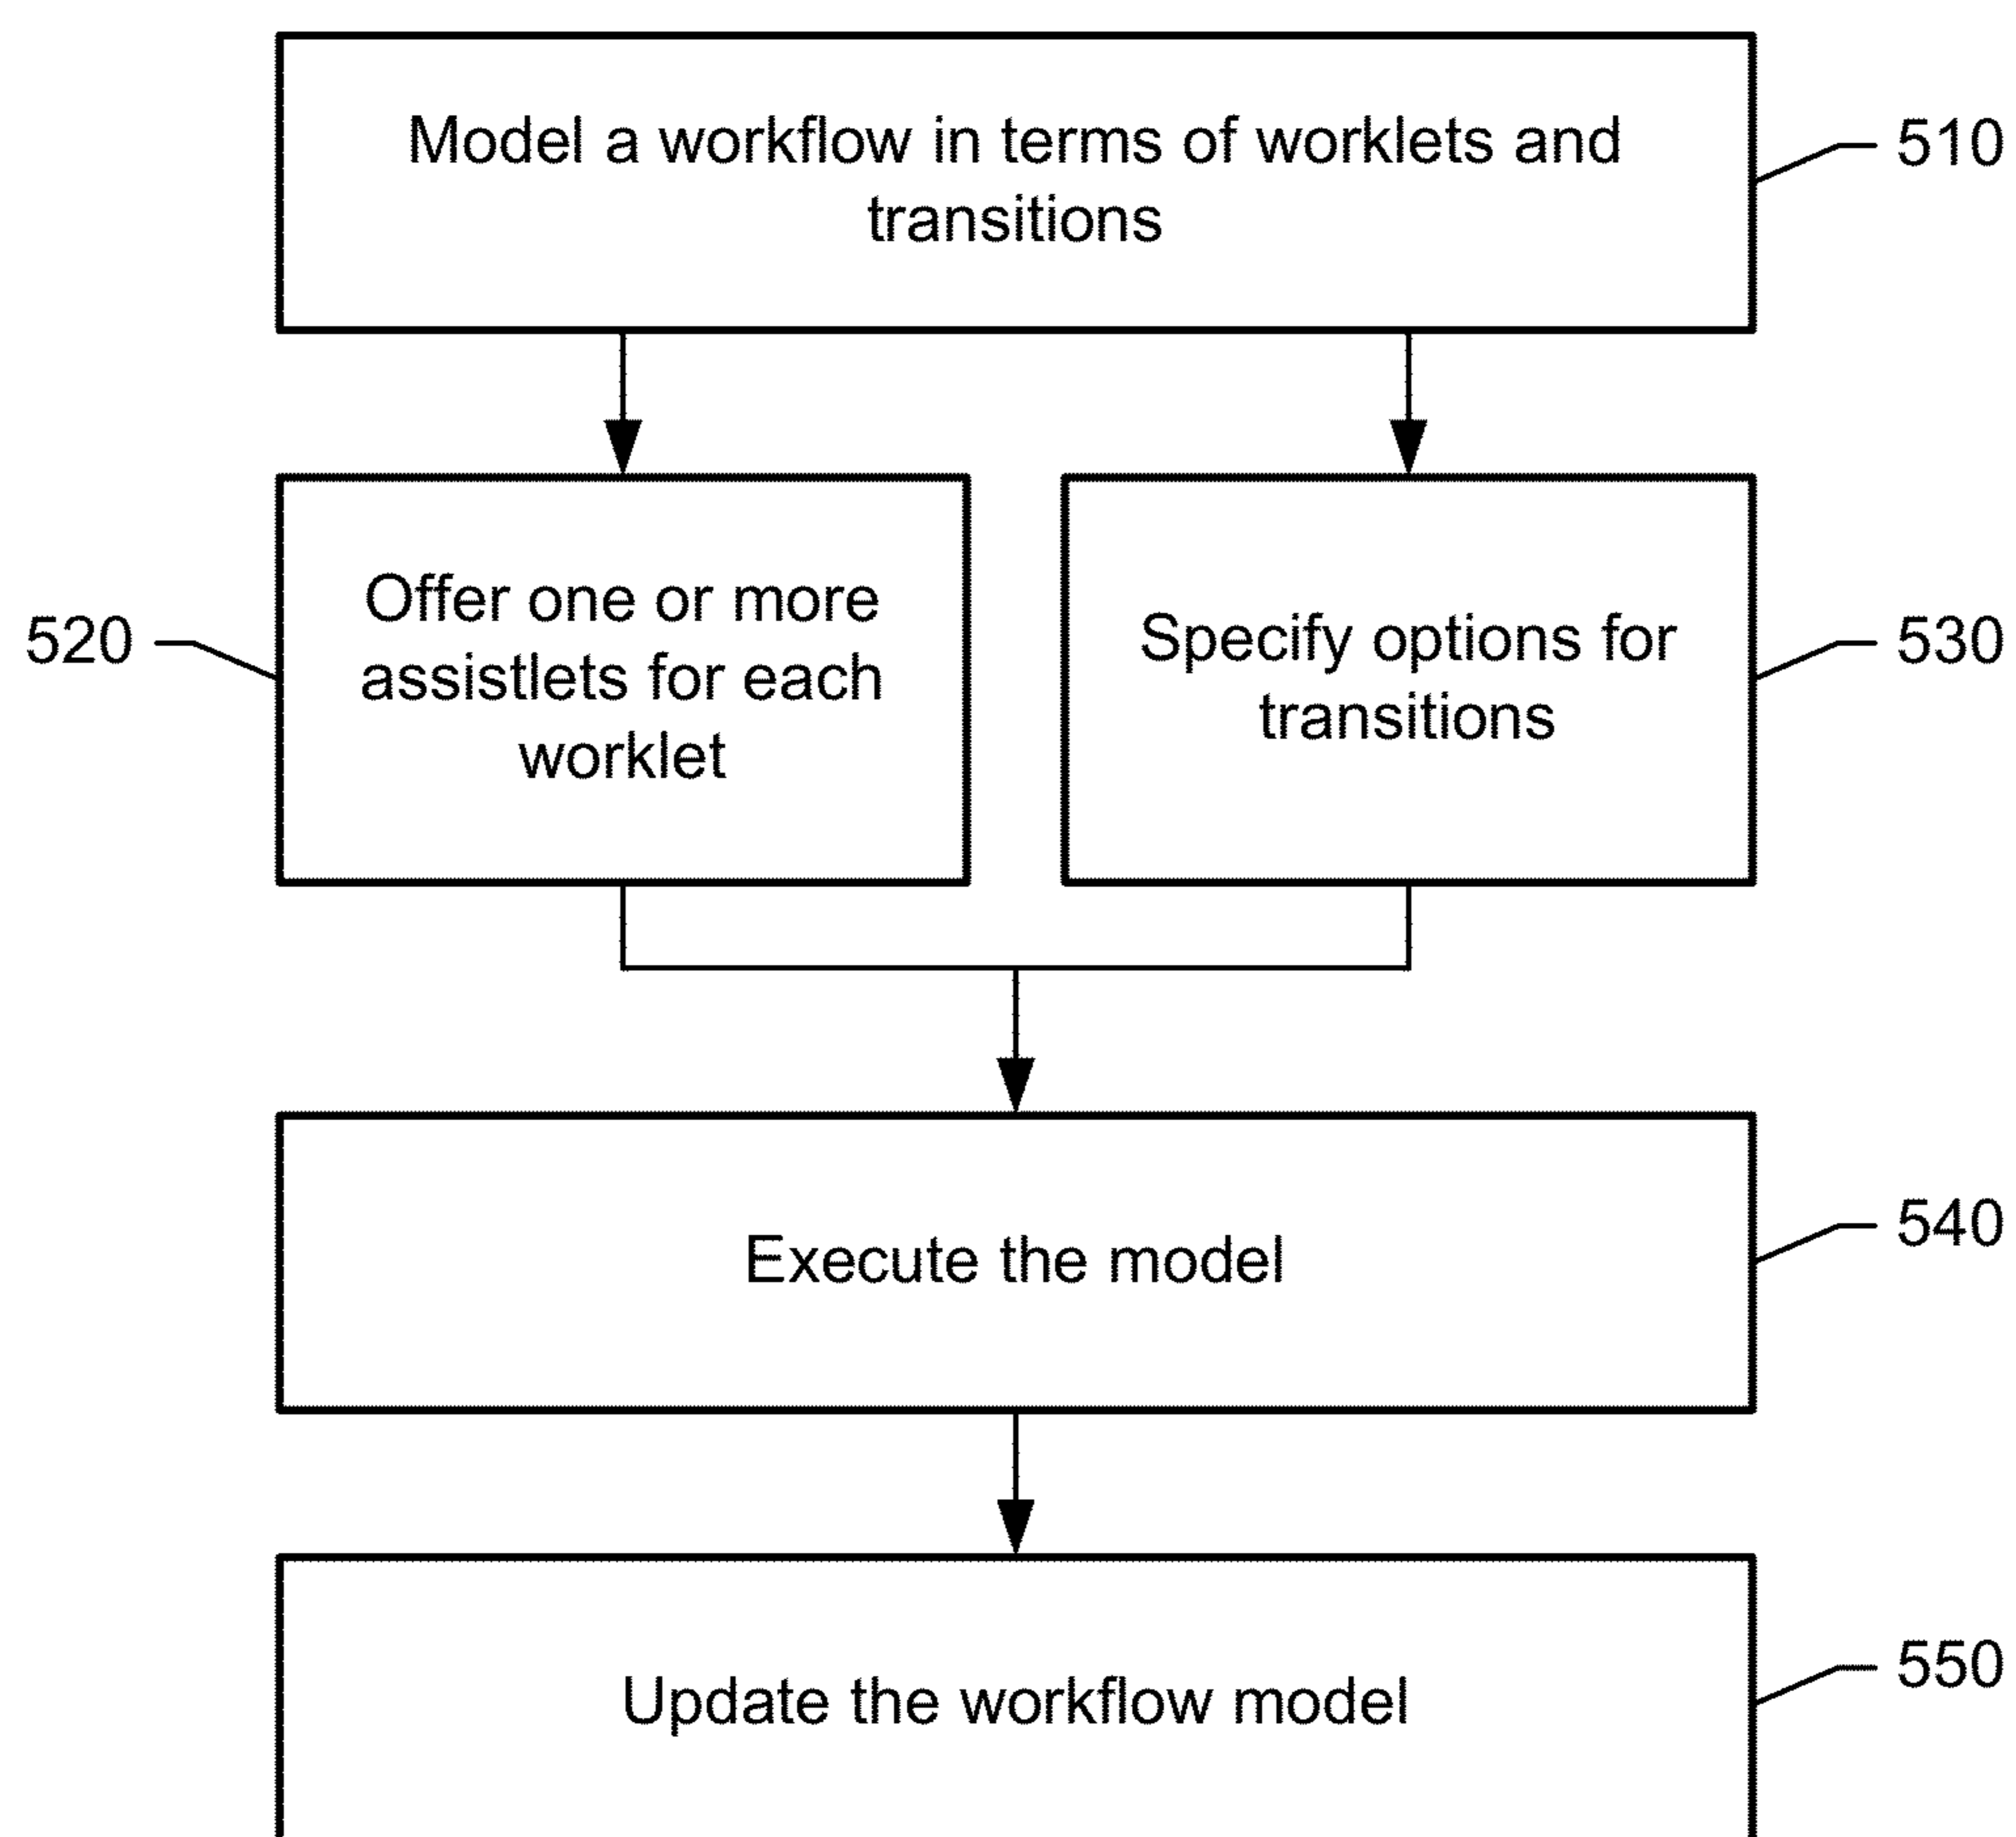 Model a workflow in terms of worklets and
transitions
510
Offer one or more
assistlets for each
worklet
520
Specify options for
transitions
530
Execute the model
540
Update the workflow model
550